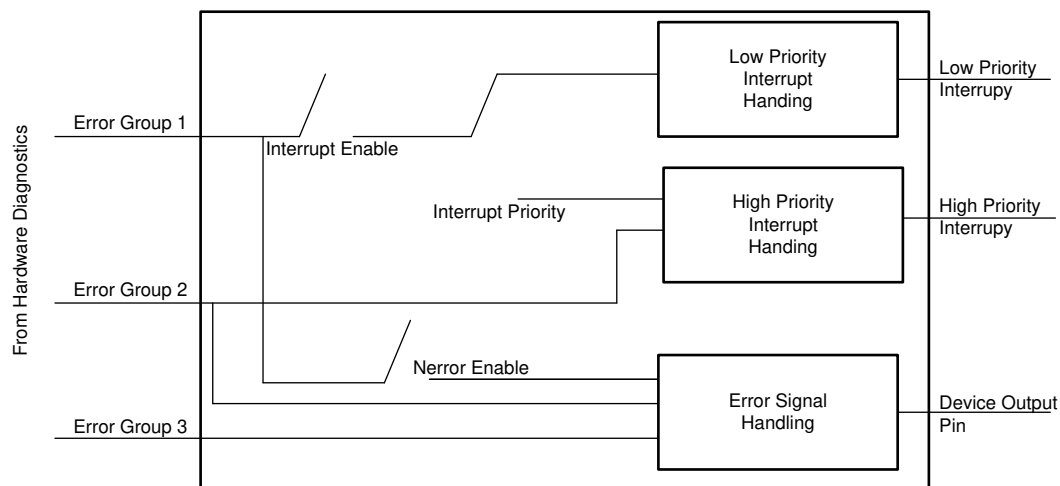 From Hardware Diagnostics
Error Group 1
Interrupt Enable
Low Priority
Interrupt
Handing
Low Priority
Interrupy
Interrupt Priority
High Priority
Interrupt
Handing
High Priority
Interrupy
Error Group 2
Nerror Enable
Error Signal
Handling
Device Output
Pin
Error Group 3